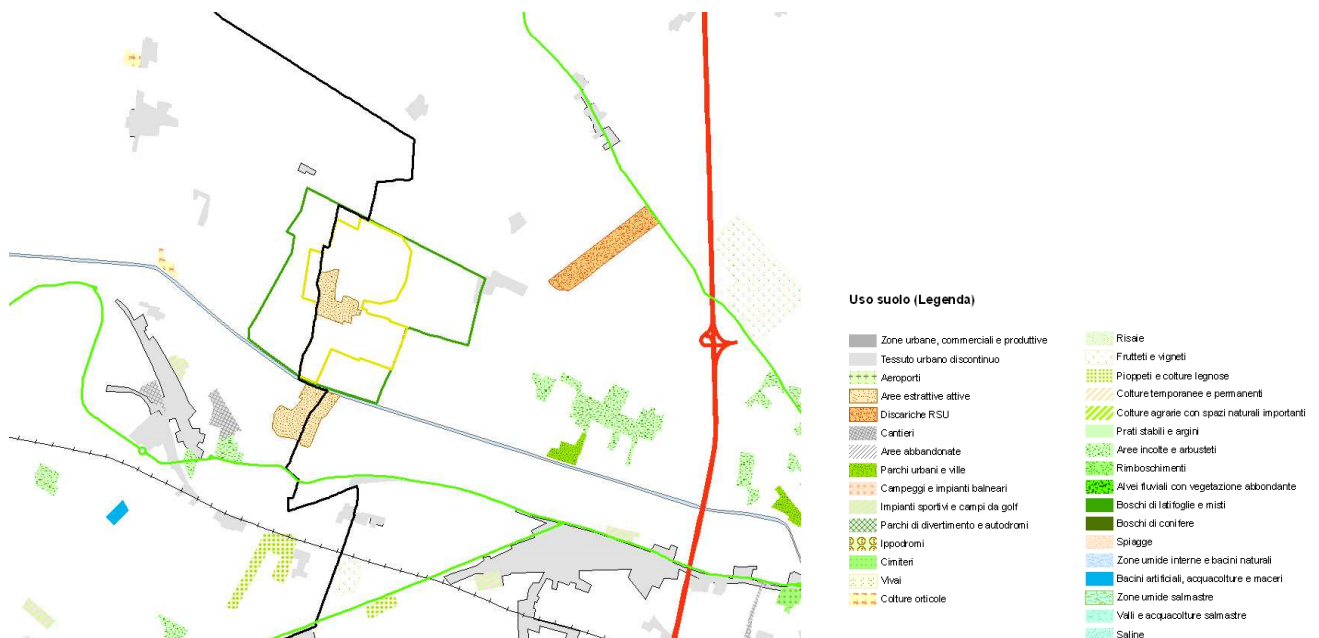 Uso suolo (Legenda)
Zone urbane, commerciali e produttive
Tessuto urbano discontinuo
Aeroporti
Aree estrattive attive
Discariche RSU
Cantieri
Aree abbandonate
Parchi urbani e ville
Campeggi e impianti balneari
Impianti sportivi e campi da golf
Parchi di divertimento e autodromi
Ippodromi
Cimiteri
Vivai
Colture orticole
Risaie
Frutteti e vigneti
Pioppeti e colture legnose
Colture temporanee e permanenti
Colture agrarie con spazi naturali importanti
Prati stabili e argini
Aree incolte e arbusteti
Rimboschimenti
Alvei fluviali con vegetazione abbondante
Boschi di latifoglie e misti
Boschi di conifere
Spiagge
Zone umide interne e bacini naturali
Bacini artificiali, acquacolture e maceri
Zone umide salmastre
Valli e acquacolture salmastre
Saline